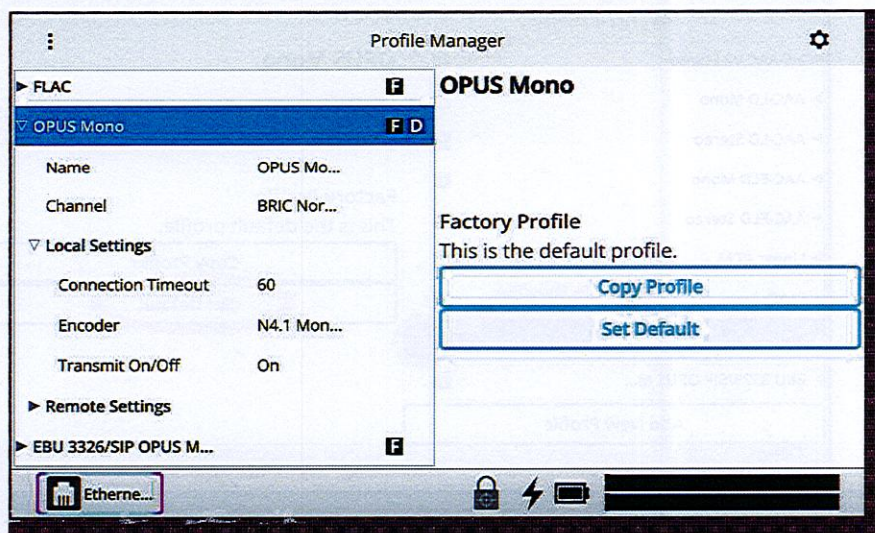 Profile Manager
FLAC F
OPUS Mono F D
Name OPUS Mo...
Channel BRIC Nor...
Local Settings
Connection Timeout 60
Encoder N4.1 Mon...
Transmit On/Off On
Remote Settings
EBU 3326/SIP OPUS M... F
OPUS Mono
Factory Profile
This is the default profile.
Copy Profile
Set Default
Etherne...